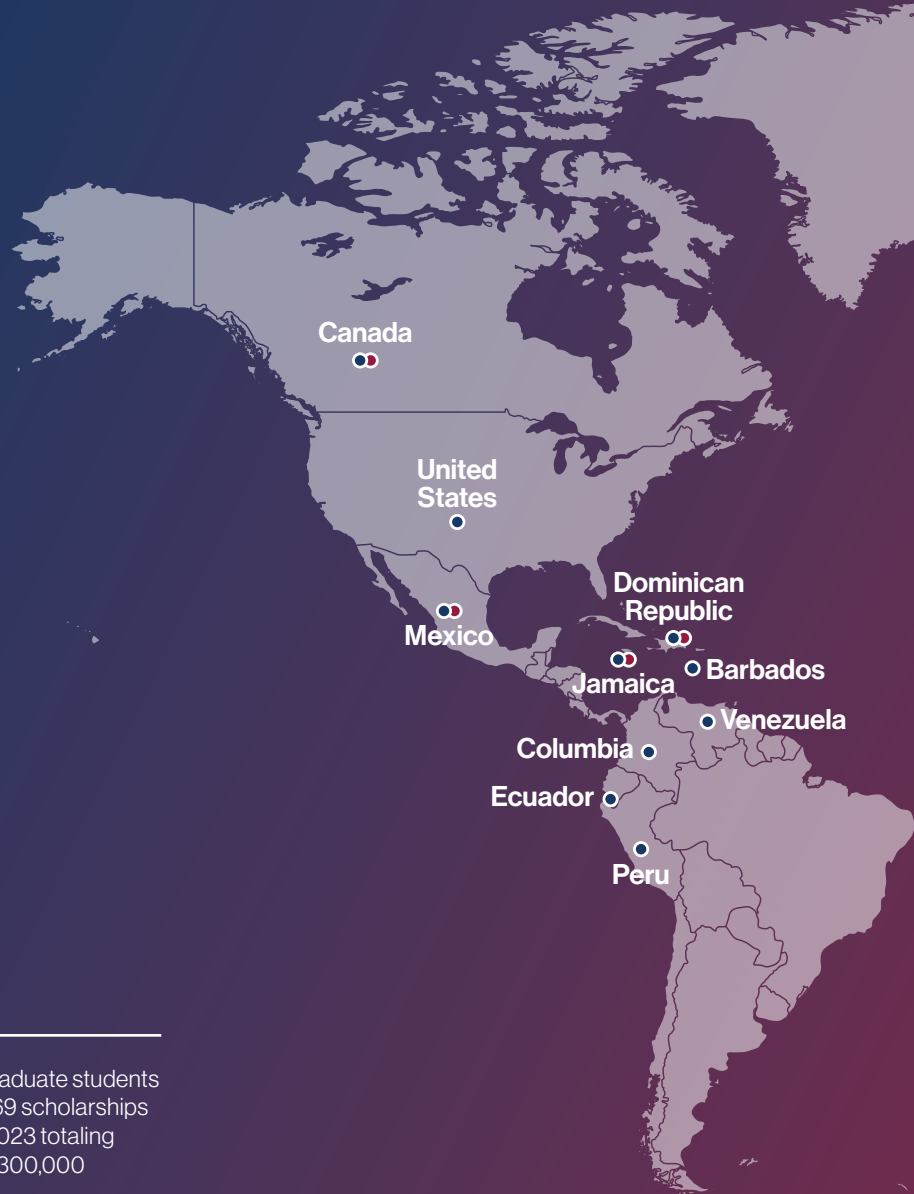 Canada
United
States
Dominican
Republic
Mexico
Barbados
Jamaica
Venezuela
Columbia
Ecuador
Peru
aduate students
69 scholarships
023 totaling
300,000